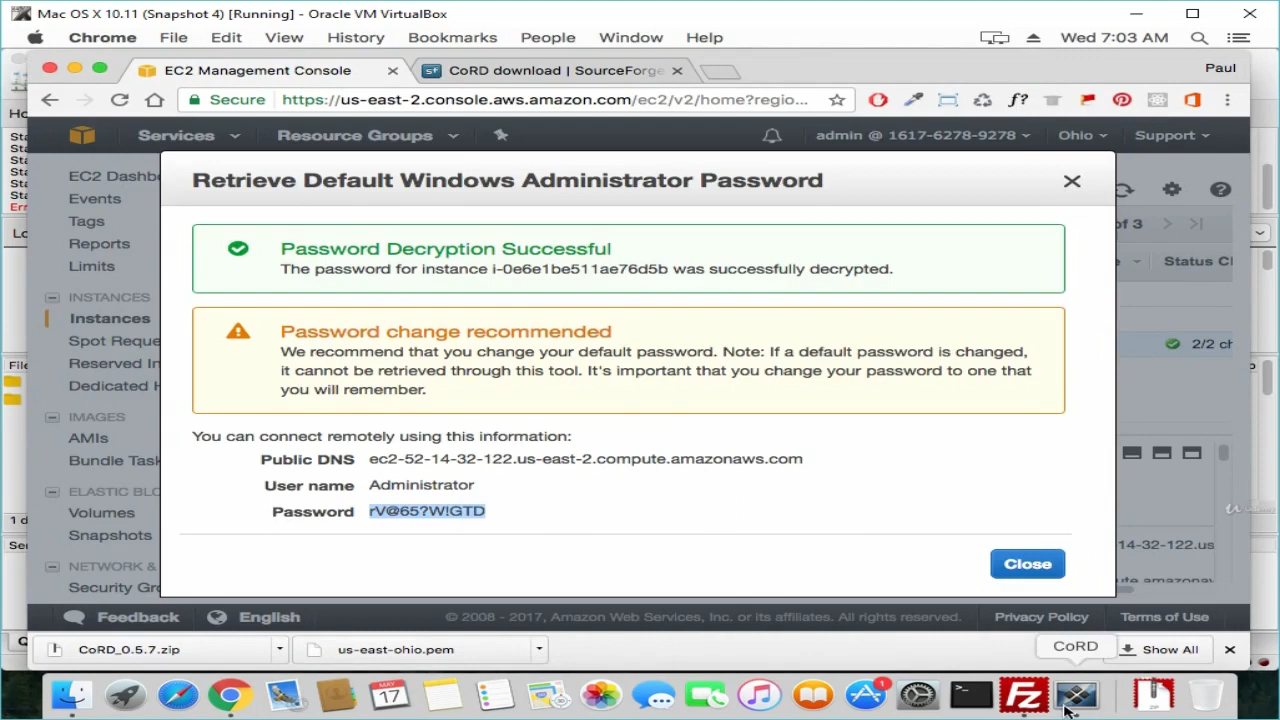 Mac OS X 10.11 (Snapshot 4) [Running] - Oracle VM VirtualBox
Chrome File Edit View History Bookmarks People Window Help Wed 7:03 AM
EC2 Management Console
CoRD download | SourceForge
Paul
Secure https://us-east-2.console.aws.amazon.com/ec2/v2/home?regio...
Services Resource Groups admin @ 1617-6278-9278 Ohio Support
Retrieve Default Windows Administrator Password
EC2 Dashb
Events
Tags
Reports
Limits
INSTANCES
Instances
Spot Reque
Reserved In
Dedicated H
IMAGES
AMIs
Bundle Task
ELASTIC BLO
Volumes
Snapshots
NETWORK &
Security Gro
of 3
Status Ch
2/2 ch
Password Decryption Successful
The password for instance i-0e6e1be511ae76d5b was successfully decrypted.
Password change recommended
We recommend that you change your default password. Note: If a default password is changed,
it cannot be retrieved through this tool. It's important that you change your password to one that
you will remember.
You can connect remotely using this information:
Public DNS ec2-52-14-32-122.us-east-2.compute.amazonaws.com
User name Administrator
Password rV@65?W!GTD
Close
14-32-122.us
Feedback English © 2008 - 2017, Amazon Web Services, Inc. or its affiliates. All rights reserved. Privacy Policy Terms of Use
CoRD_0.5.7.zip us-east-ohio.pem Show All
CoRD
MAY
17
1